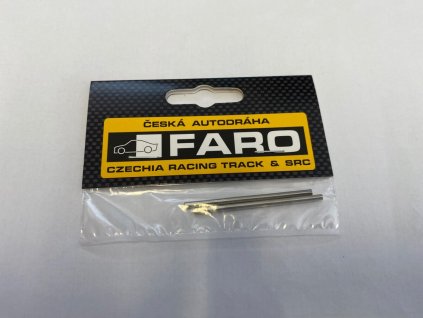 ČESKÁ AUTODRÁHA
FARO
CZECHIA RACING TRACK & SRC